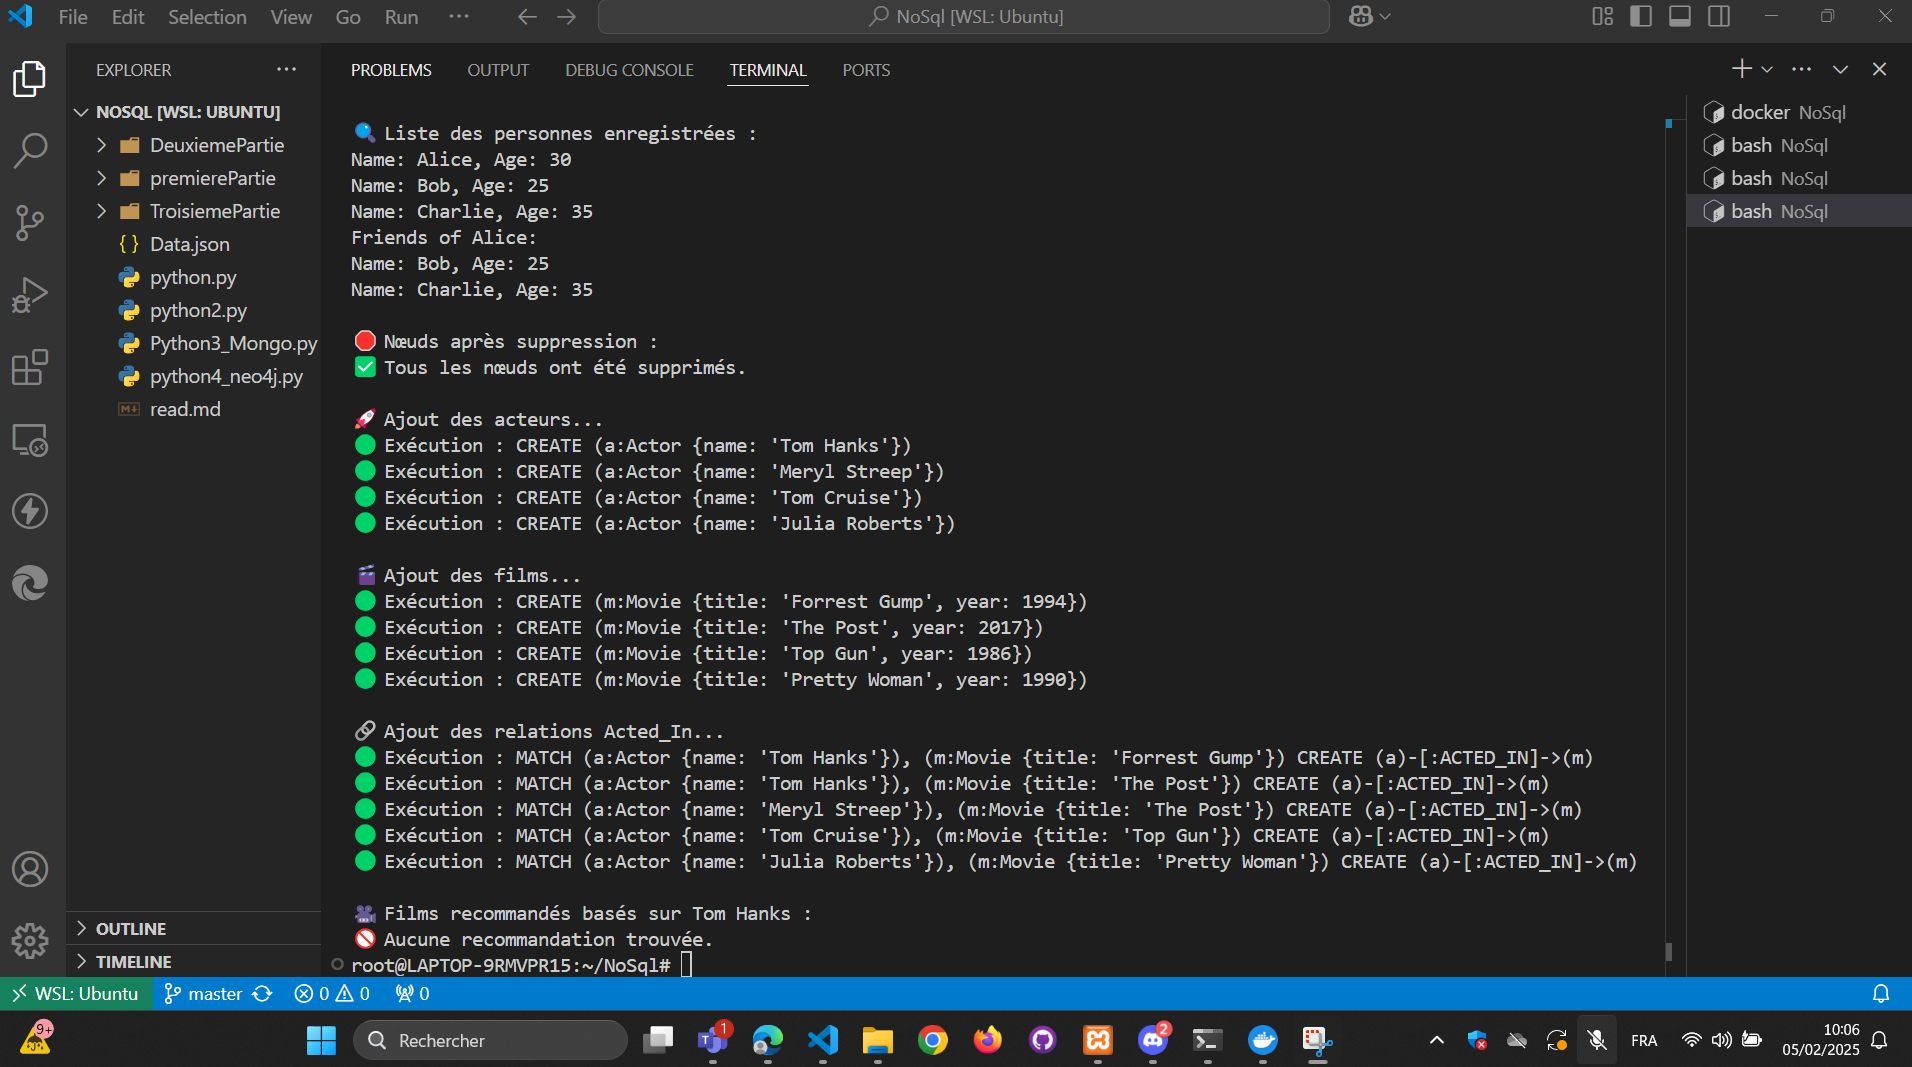 File Edit Selection View Go Run ··· NoSql [WSL: Ubuntu]
EXPLORER ···
PROBLEMS OUTPUT DEBUG CONSOLE TERMINAL PORTS
NOSQL [WSL: UBUNTU]
DeuxiemePartie
premierePartie
TroisiemePartie
{ } Data.json
python.py
python2.py
Python3_Mongo.py
python4_neo4j.py
M↓ read.md
OUTLINE
TIMELINE
Liste des personnes enregistrées :
Name: Alice, Age: 30
Name: Bob, Age: 25
Name: Charlie, Age: 35
Friends of Alice:
Name: Bob, Age: 25
Name: Charlie, Age: 35
Nœuds après suppression :
Tous les nœuds ont été supprimés.
Ajout des acteurs...
Exécution : CREATE (a:Actor {name: 'Tom Hanks'})
Exécution : CREATE (a:Actor {name: 'Meryl Streep'})
Exécution : CREATE (a:Actor {name: 'Tom Cruise'})
Exécution : CREATE (a:Actor {name: 'Julia Roberts'})
Ajout des films...
Exécution : CREATE (m:Movie {title: 'Forrest Gump', year: 1994})
Exécution : CREATE (m:Movie {title: 'The Post', year: 2017})
Exécution : CREATE (m:Movie {title: 'Top Gun', year: 1986})
Exécution : CREATE (m:Movie {title: 'Pretty Woman', year: 1990})
Ajout des relations Acted_In...
Exécution : MATCH (a:Actor {name: 'Tom Hanks'}), (m:Movie {title: 'Forrest Gump'}) CREATE (a)-[:ACTED_IN]->(m)
Exécution : MATCH (a:Actor {name: 'Tom Hanks'}), (m:Movie {title: 'The Post'}) CREATE (a)-[:ACTED_IN]->(m)
Exécution : MATCH (a:Actor {name: 'Meryl Streep'}), (m:Movie {title: 'The Post'}) CREATE (a)-[:ACTED_IN]->(m)
Exécution : MATCH (a:Actor {name: 'Tom Cruise'}), (m:Movie {title: 'Top Gun'}) CREATE (a)-[:ACTED_IN]->(m)
Exécution : MATCH (a:Actor {name: 'Julia Roberts'}), (m:Movie {title: 'Pretty Woman'}) CREATE (a)-[:ACTED_IN]->(m)
Films recommandés basés sur Tom Hanks :
Aucune recommandation trouvée.
root@LAPTOP-9RMVPR15:~/NoSql#
docker NoSql
bash NoSql
bash NoSql
bash NoSql
WSL: Ubuntu master 0 0 0
9+ Rechercher 1 2 FRA 10:06
05/02/2025